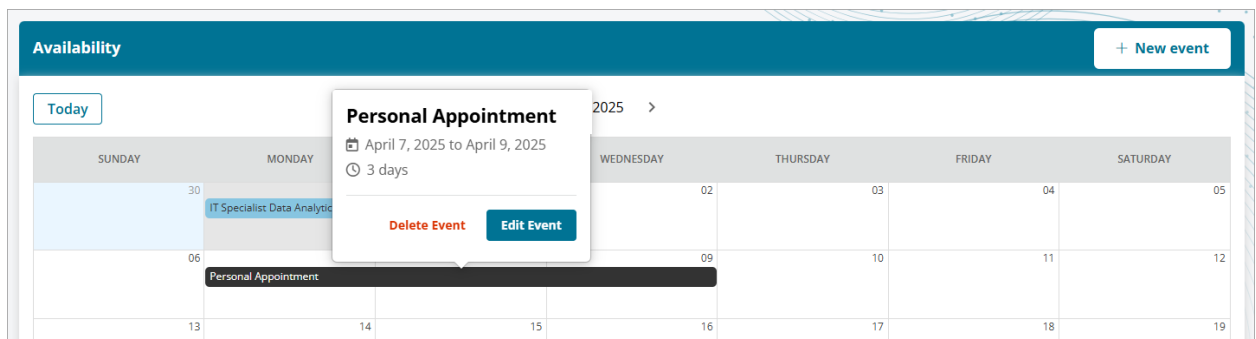 Availability
+ New event
Today
2025 >
Personal Appointment
April 7, 2025 to April 9, 2025
3 days
Delete Event Edit Event
SUNDAY MONDAY WEDNESDAY THURSDAY FRIDAY SATURDAY
30 02 03 04 05
IT Specialist Data Analytic
06 09 10 11 12
Personal Appointment
13 14 15 16 17 18 19